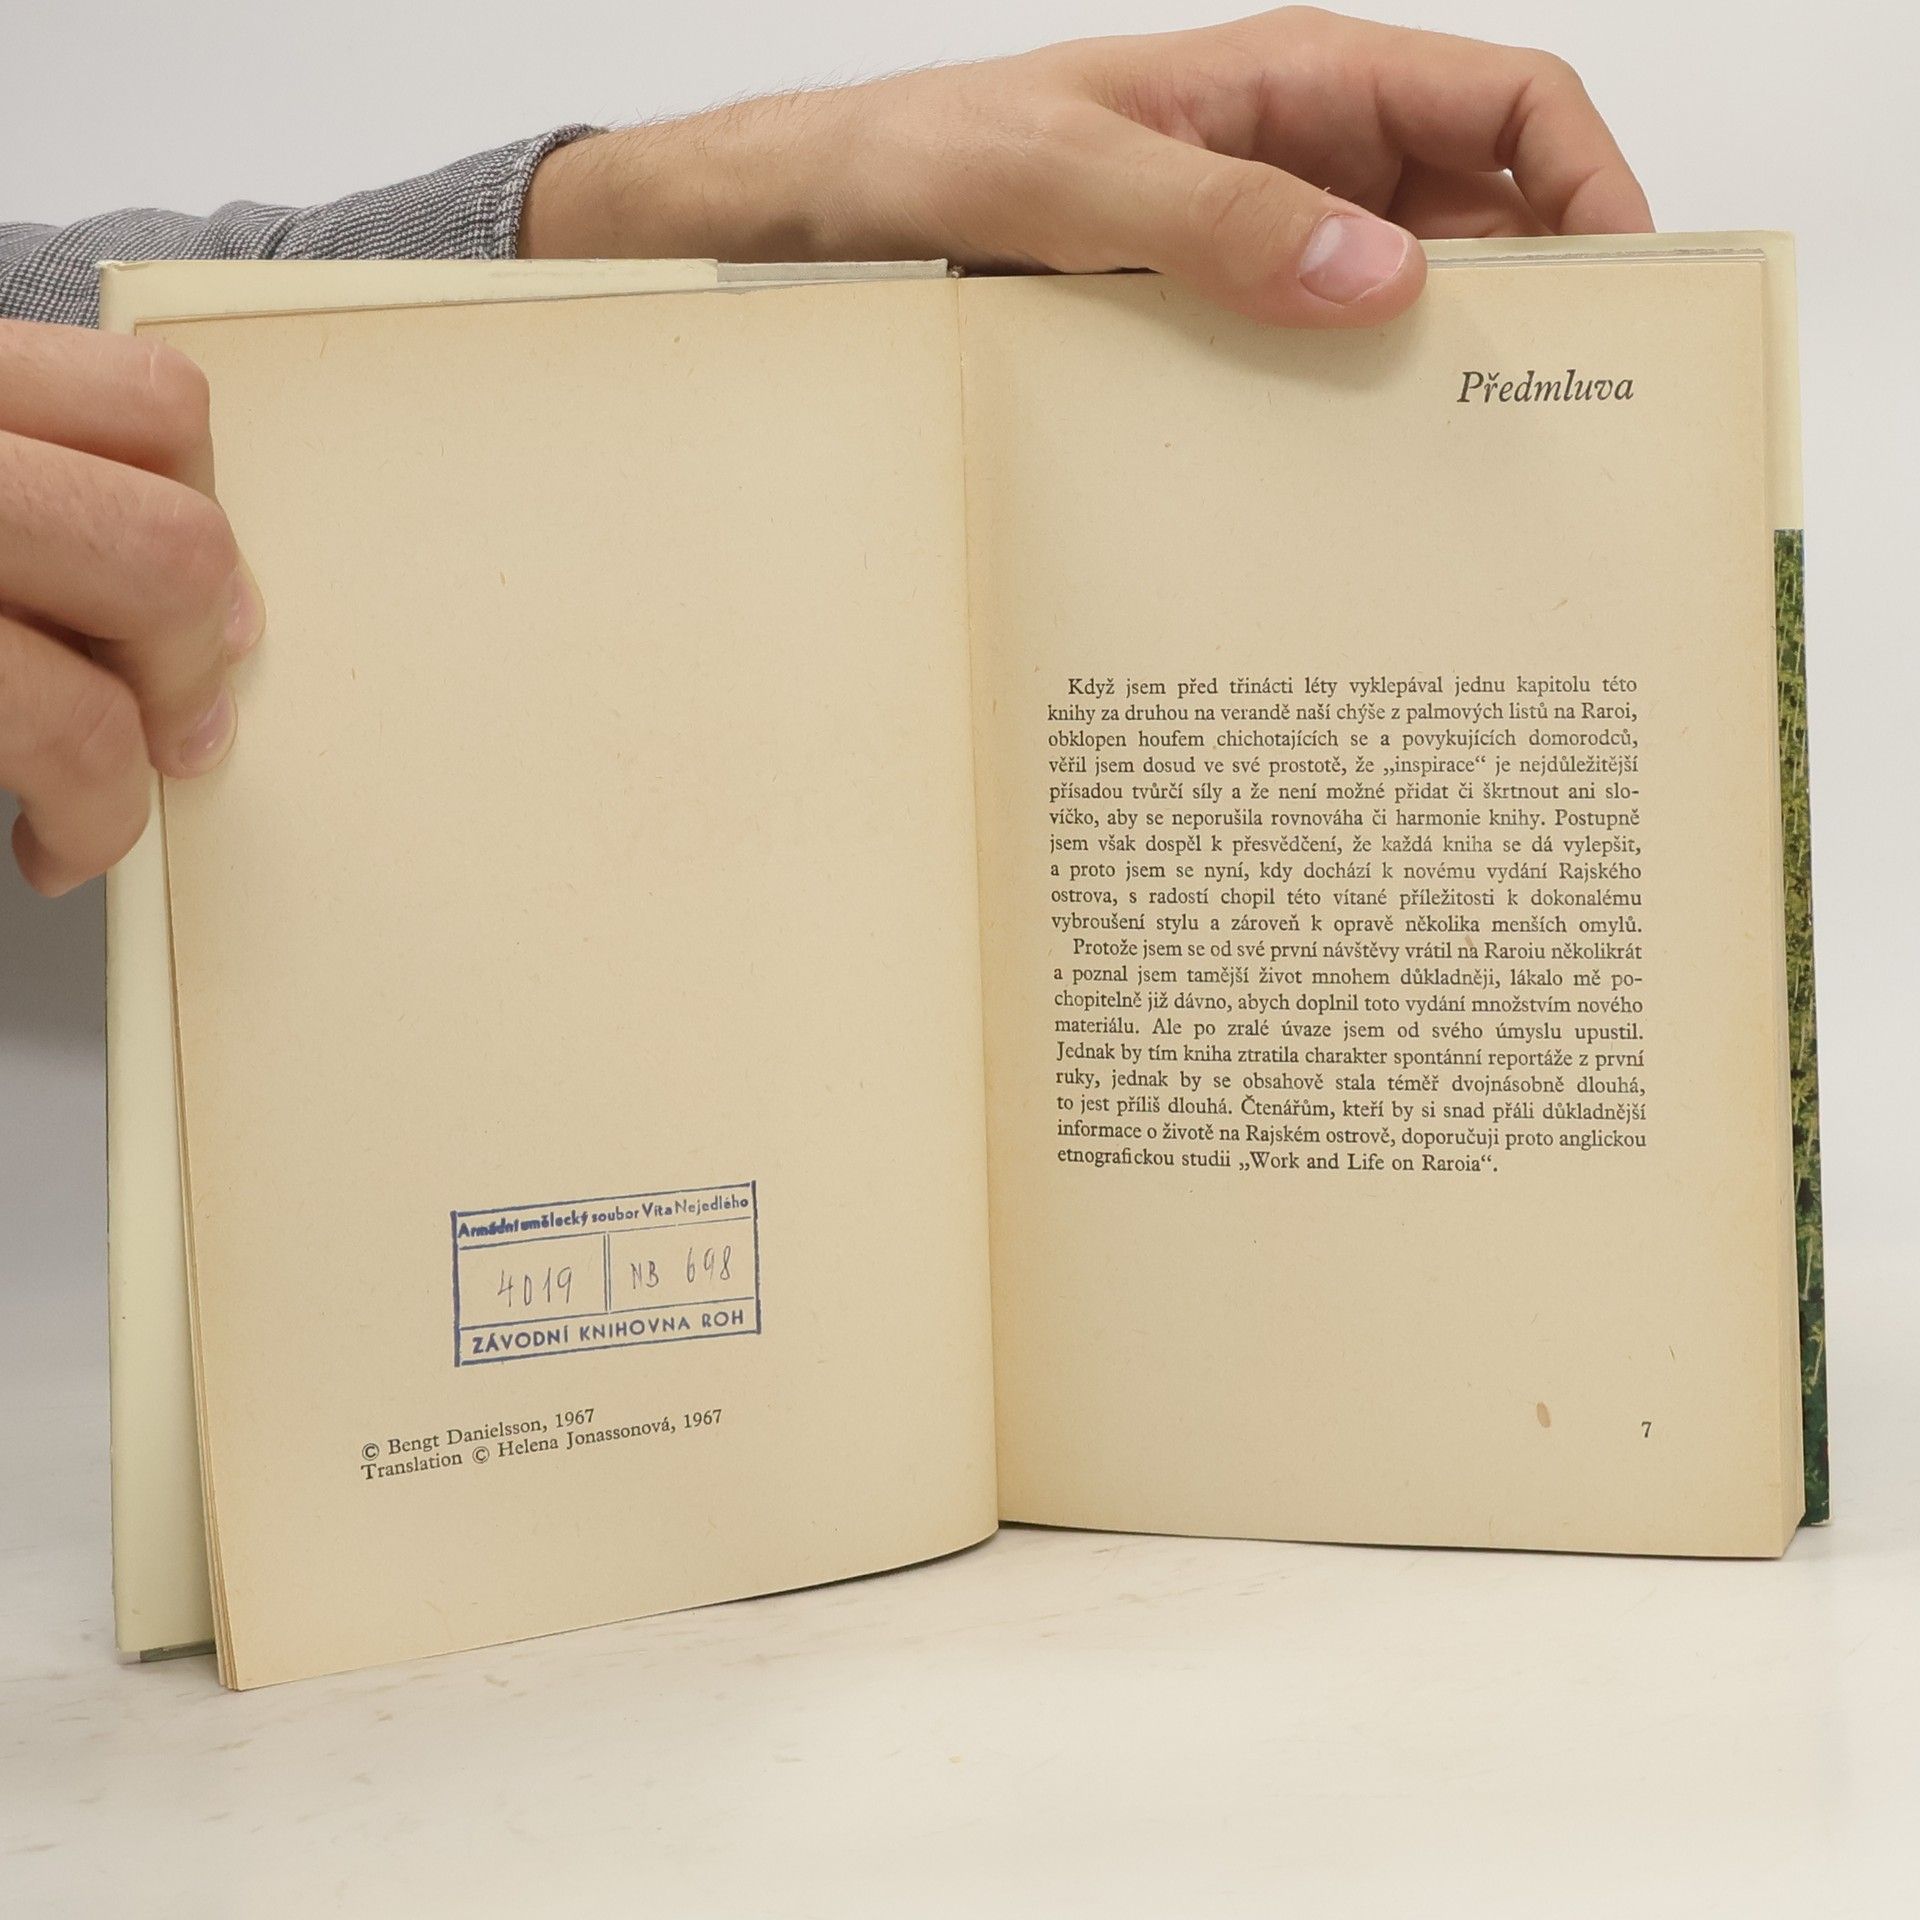 Armádní umělecký soubor Víta Nejedlého
4019 NB 698
ZÁVODNÍ KNIHOVNA ROH
© Bengt Danielsson, 1967
Translation © Helena Jonassonová, 1967
Předmluva
Když jsem před třinácti léty vyklepával jednu kapitolu této
knihy za druhou na verandě naší chýše z palmových listů na Raroi,
obklopen houfem chichotajících se a povykujících domorodců,
věřil jsem dosud ve své prostotě, že „inspirace“ je nejdůležitější
přísadou tvůrčí síly a že není možné přidat či škrtnout ani slo-
víčko, aby se neporušila rovnováha či harmonie knihy. Postupně
jsem však dospěl k přesvědčení, že každá kniha se dá vylepšit,
a proto jsem se nyní, kdy dochází k novému vydání Rajského
ostrova, s radostí chopil této vítané příležitosti k dokonalému
vybroušení stylu a zároveň k opravě několika menších omylů.
Protože jsem se od své první návštěvy vrátil na Raroiu několikrát
a poznal jsem tamější život mnohem důkladněji, lákalo mě po-
chopitelně již dávno, abych doplnil toto vydání množstvím nového
materiálu. Ale po zralé úvaze jsem od svého úmyslu upustil.
Jednak by tím kniha ztratila charakter spontánní reportáže z první
ruky, jednak by se obsahově stala téměř dvojnásobně dlouhá,
to jest příliš dlouhá. Čtenářům, kteří by si snad přáli důkladnější
informace o životě na Rajském ostrově, doporučuji proto anglickou
etnografickou studii „Work and Life on Raroia“.
7